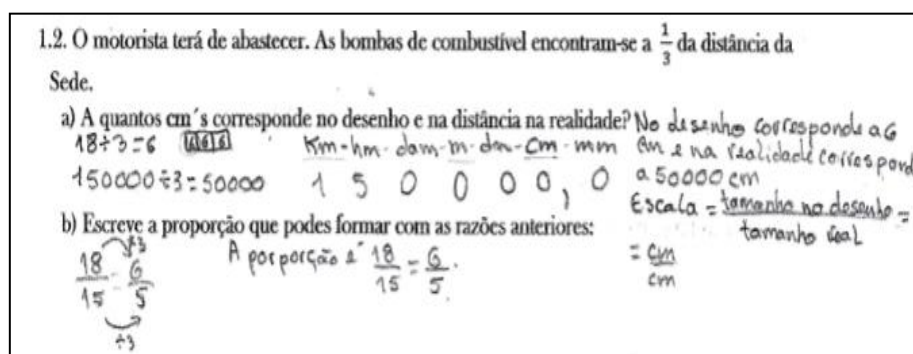 1.2. O motorista terá de abastecer. As bombas de combustível encontram-se a 1/3 da distância da
Sede.
a) A quantos cm´s corresponde no desenho e na distância na realidade? No desenho corresponde a 6
18÷3=6 6 6 6 Km-hm-dam-m-dm-cm-mm cm e na realidade correspond
150000÷3=50000 1 5 0 0 0 0, 0 a 50000 cm
Escala = tamanho no desenho / tamanho real =
b) Escreve a proporção que podes formar com as razões anteriores:
= cm / cm
÷3
18/15 = 6/5 A porporção é 18/15 = 6/5.
÷3